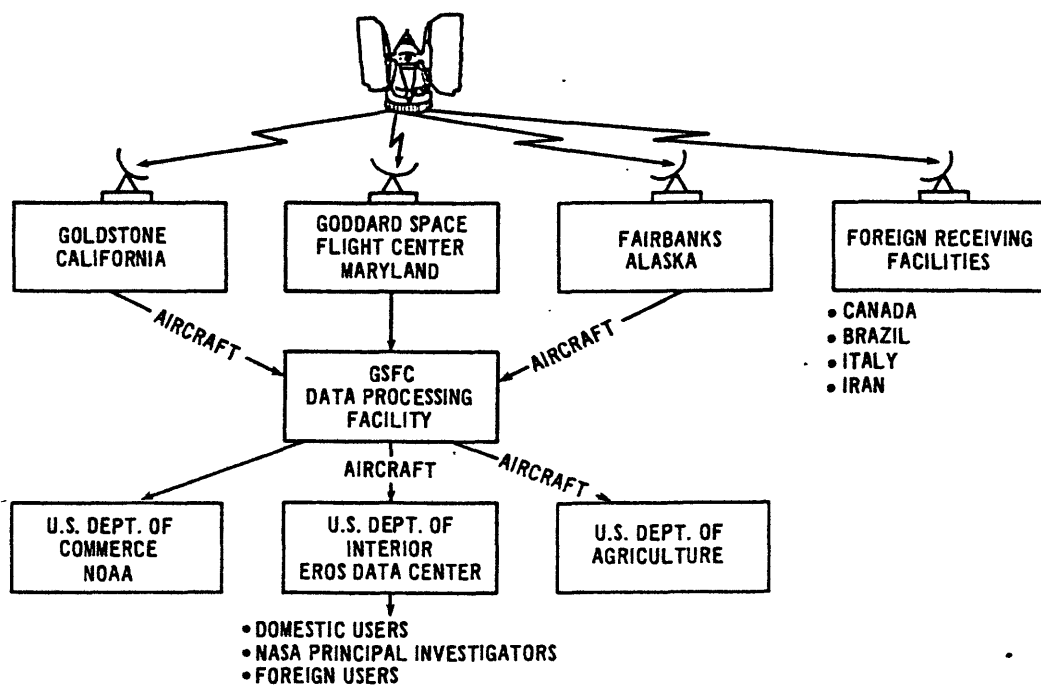 GOLDSTONE
CALIFORNIA
GODDARD SPACE
FLIGHT CENTER
MARYLAND
FAIRBANKS
ALASKA
FOREIGN RECEIVING
FACILITIES
• CANADA
• BRAZIL
• ITALY
• IRAN
AIRCRAFT
AIRCRAFT
GSFC
DATA PROCESSING
FACILITY
AIRCRAFT
AIRCRAFT
U.S. DEPT. OF
COMMERCE
NOAA
U.S. DEPT. OF
INTERIOR
EROS DATA CENTER
U.S. DEPT. OF
AGRICULTURE
• DOMESTIC USERS
• NASA PRINCIPAL INVESTIGATORS
• FOREIGN USERS